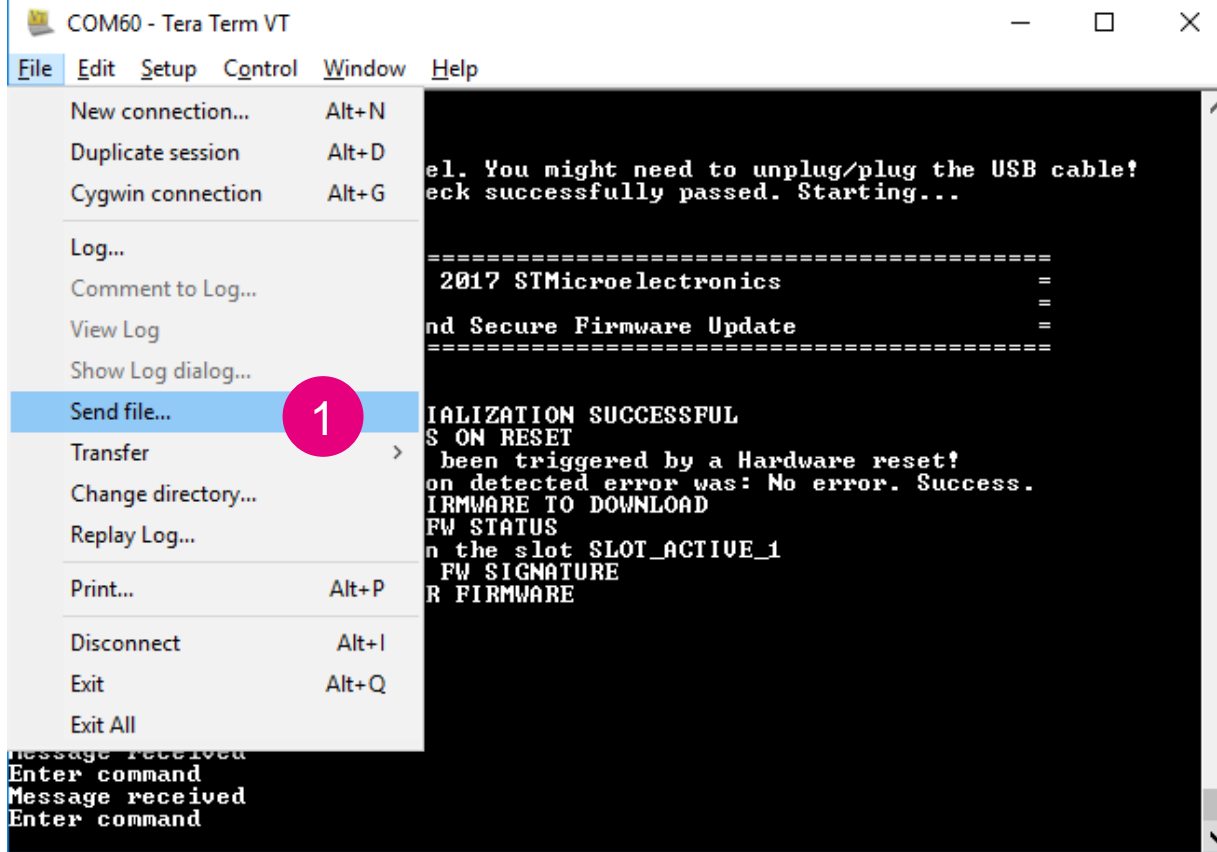 COM60 - Tera Term VT
File Edit Setup Control Window Help
New connection... Alt+N
Duplicate session Alt+D
Cygwin connection Alt+G
Log...
Comment to Log...
View Log
Show Log dialog...
Send file... 1
Transfer >
Change directory...
Replay Log...
Print... Alt+P
Disconnect Alt+I
Exit Alt+Q
Exit All
el. You might need to unplug/plug the USB cable!
eck successfully passed. Starting...
===========================================
2017 STMicroelectronics =
=
nd Secure Firmware Update =
===========================================
IALIZATION SUCCESSFUL
S ON RESET
been triggered by a Hardware reset!
on detected error was: No error. Success.
IRMWARE TO DOWNLOAD
FW STATUS
n the slot SLOT_ACTIVE_1
FW SIGNATURE
R FIRMWARE
Message received
Enter command
Message received
Enter command